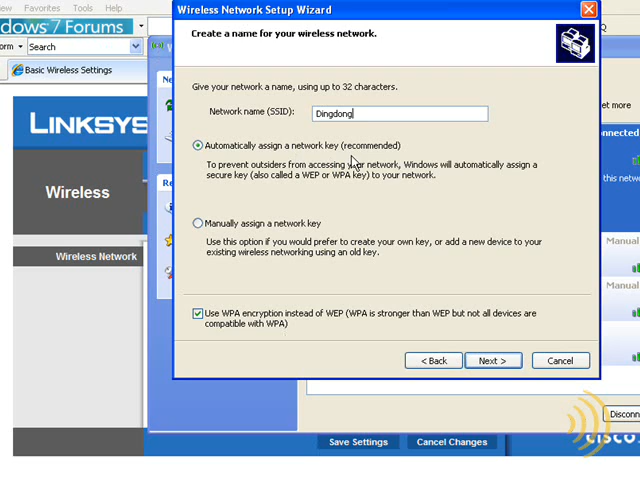 Favorites Tools Help
Wireless Network Setup Wizard
Create a name for your wireless network.
dows 7 Forums
Search
Basic Wireless Settings
Give your network a name, using up to 32 characters.
Network name (SSID): Dingdong
Automatically assign a network key (recommended)
To prevent outsiders from accessing your network, Windows will automatically assign a
secure key (also called a WEP or WPA key) to your network.
Manually assign a network key
Use this option if you would prefer to create your own key, or add a new device to your
existing wireless networking using an old key.
Use WPA encryption instead of WEP (WPA is stronger than WEP but not all devices are
compatible with WPA)
< Back Next > Cancel
LINKSYS
Wireless
Wireless Network
et more
onnected
this netw
Manual
Manual
Disconn
Save Settings Cancel Changes
CISCO